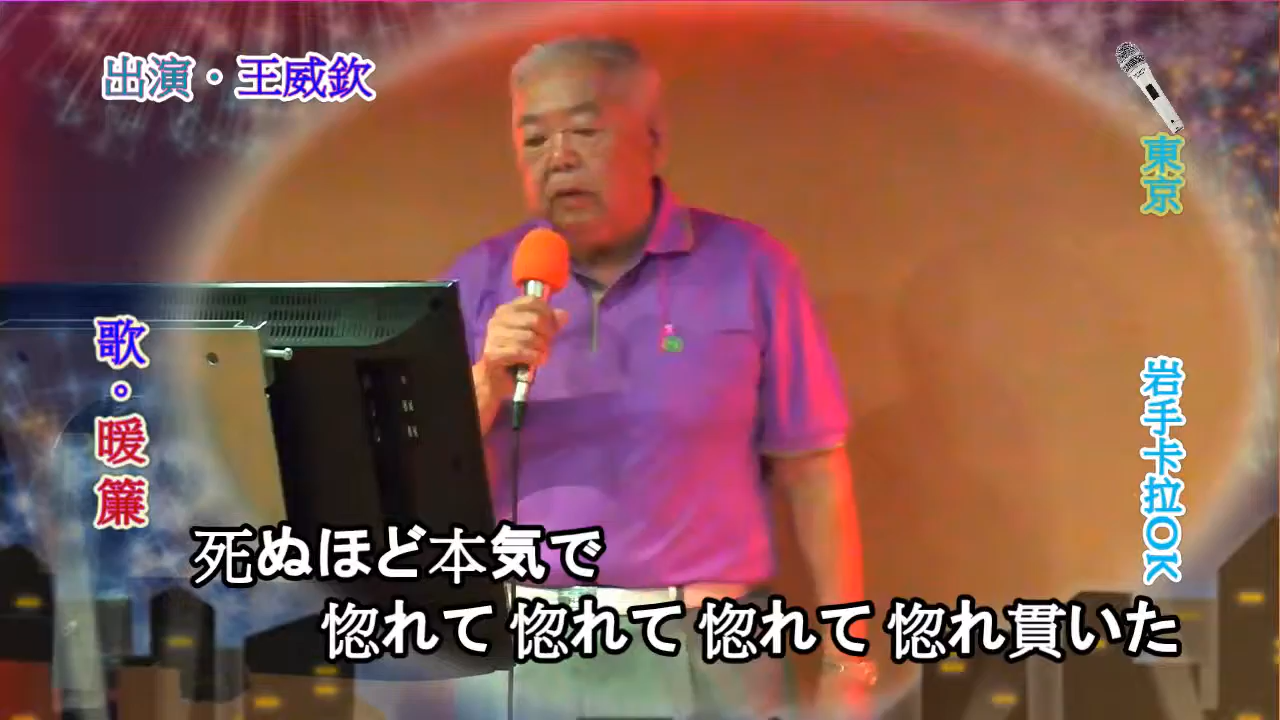 出演・王威欽
東京
岩手卡拉OK
歌・暖簾
死ぬほど本気で
惚れて 惚れて 惚れて 惚れ貫いた